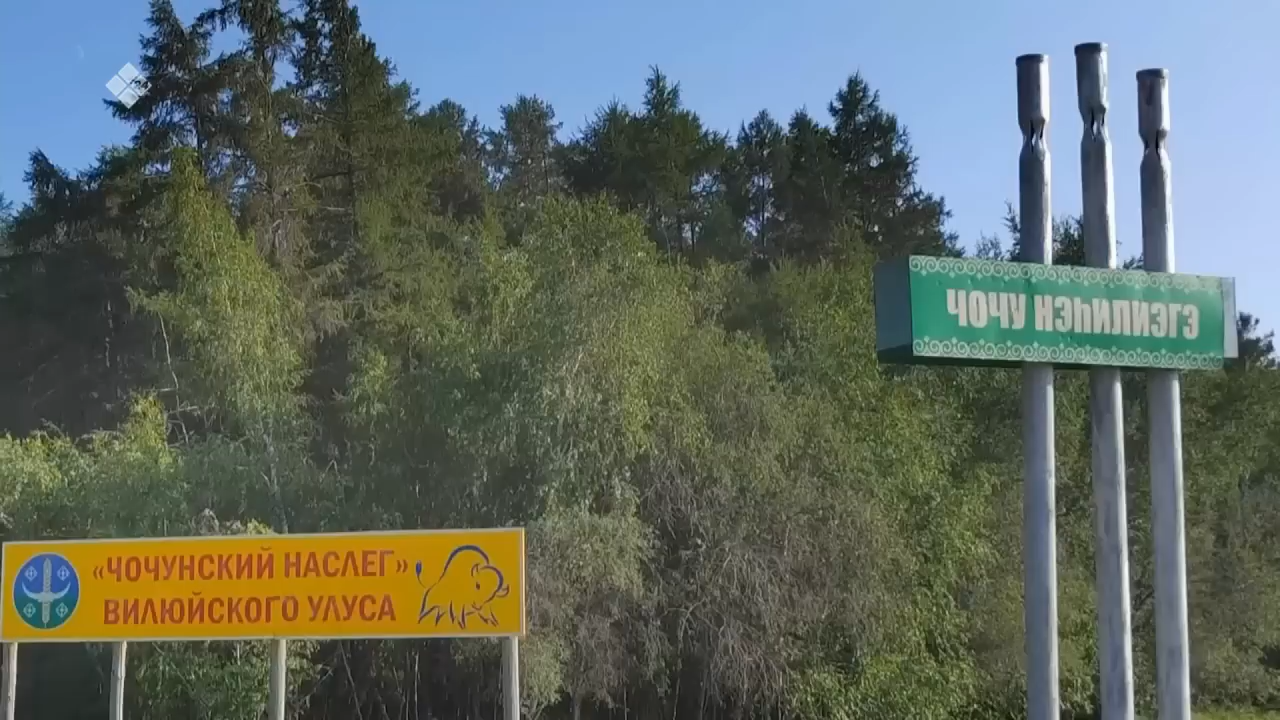 «ЧОЧУНСКИЙ НАСЛЕГ»
ВИЛЮЙСКОГО УЛУСА
ЧОЧУ НЭҺИЛИЭГЭ